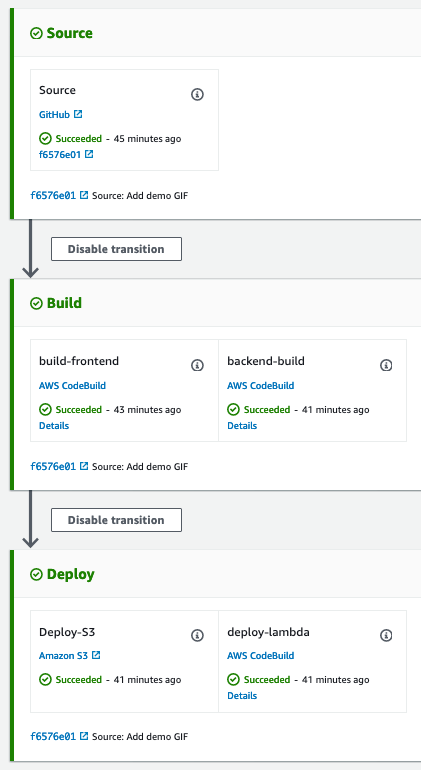 Source
Source
GitHub
Succeeded - 45 minutes ago
f6576e01
f6576e01 Source: Add demo GIF
Disable transition
Build
build-frontend
AWS CodeBuild
Succeeded - 43 minutes ago
Details
backend-build
AWS CodeBuild
Succeeded - 41 minutes ago
Details
f6576e01 Source: Add demo GIF
Disable transition
Deploy
Deploy-S3
Amazon S3
Succeeded - 41 minutes ago
deploy-lambda
AWS CodeBuild
Succeeded - 41 minutes ago
Details
f6576e01 Source: Add demo GIF